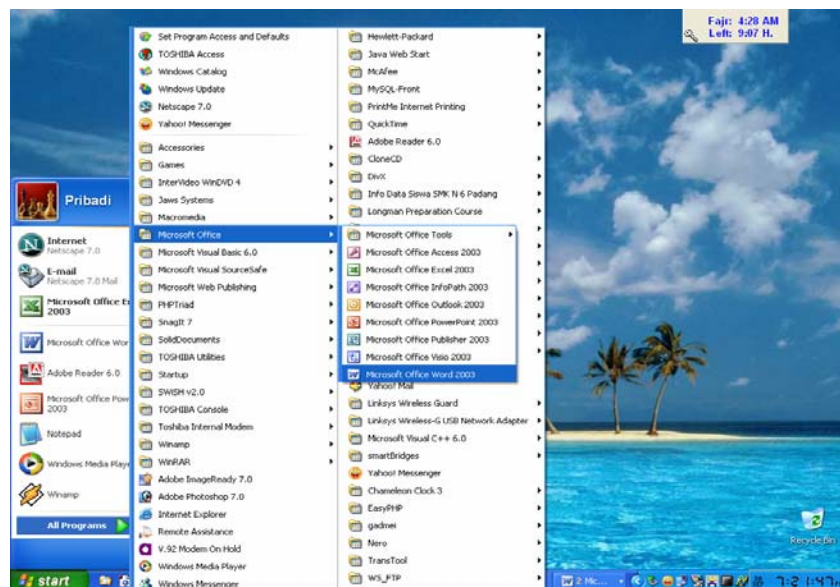 Fajr: 4:28 AM
Left: 9:07 H.
Pribadi
Internet
Netscape 7.0
E-mail
Netscape 7.0 Mail
Microsoft Office E
2003
Microsoft Office Wor
Adobe Reader 6.0
Microsoft Office Pow
2003
Notepad
Windows Media Playe
Winamp
All Programs
Set Program Access and Defaults
TOSHIBA Access
Windows Catalog
Windows Update
Netscape 7.0
Yahoo! Messenger
Accessories
Games
InterVideo WinDVD 4
Jaws Systems
Macromedia
Microsoft Office
Microsoft Visual Basic 6.0
Microsoft Visual SourceSafe
Microsoft Web Publishing
PHPTriad
SnagIt 7
SolidDocuments
TOSHIBA Utilities
Startup
SWiSH v2.0
TOSHIBA Console
Toshiba Internal Modem
Winamp
WinRAR
Adobe ImageReady 7.0
Adobe Photoshop 7.0
Internet Explorer
Remote Assistance
V.92 Modem On Hold
Windows Media Player
Windows Messenger
Hewlett-Packard
Java Web Start
McAfee
MySQL-Front
PrintMe Internet Printing
QuickTime
Adobe Reader 6.0
CloneCD
DivX
Info Data Siswa SMK N 6 Padang
Longman Preparation Course
Microsoft Office Tools
Microsoft Office Access 2003
Microsoft Office Excel 2003
Microsoft Office InfoPath 2003
Microsoft Office Outlook 2003
Microsoft Office PowerPoint 2003
Microsoft Office Publisher 2003
Microsoft Office Visio 2003
Microsoft Office Word 2003
Yahoo! Mail
Linksys Wireless Guard
Linksys Wireless-G USB Network Adapter
Microsoft Visual C++ 6.0
smartBridges
Yahoo! Messenger
Chameleon Clock 3
EasyPHP
gadmei
Nero
TransTool
WS_FTP
Recycle Bin
start
2 Mic...